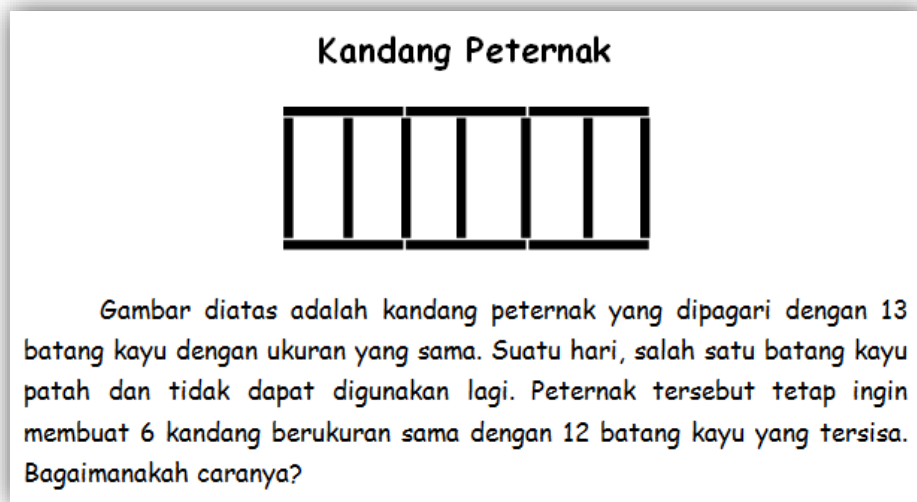 Kandang Peternak
Gambar diatas adalah kandang peternak yang dipagari dengan 13
batang kayu dengan ukuran yang sama. Suatu hari, salah satu batang kayu
patah dan tidak dapat digunakan lagi. Peternak tersebut tetap ingin
membuat 6 kandang berukuran sama dengan 12 batang kayu yang tersisa.
Bagaimanakah caranya?